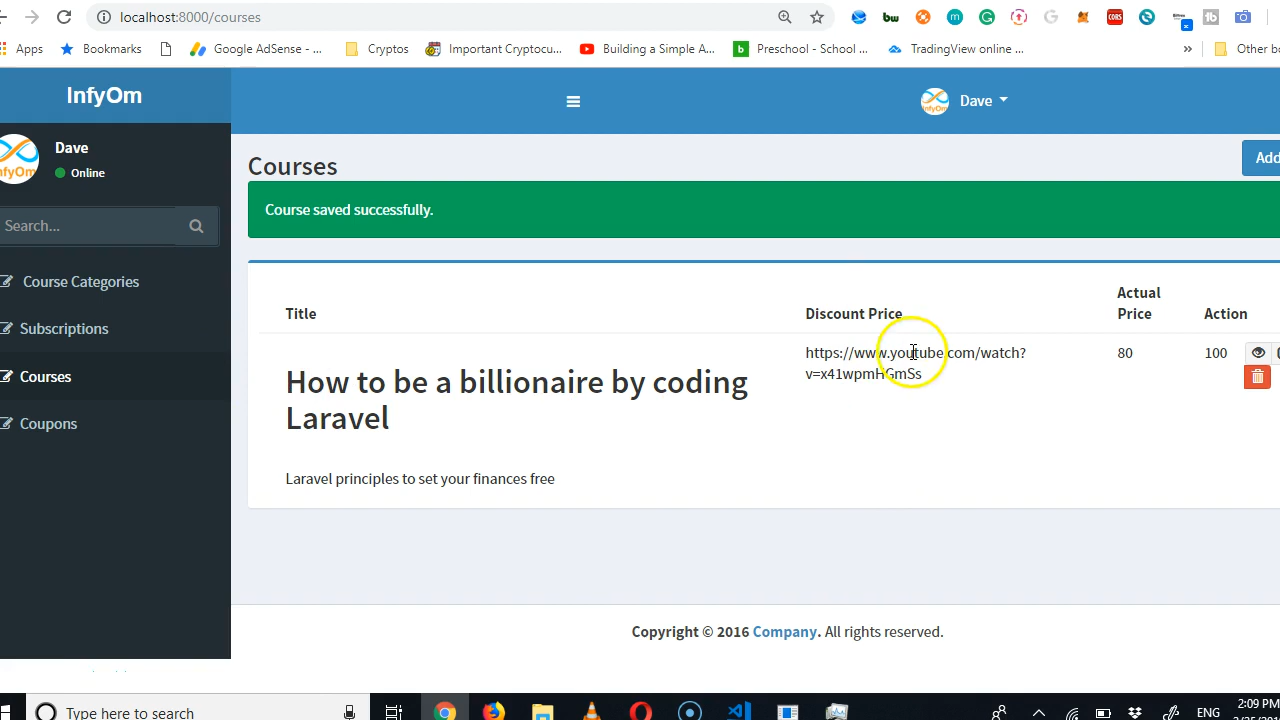 localhost:8000/courses
Apps Bookmarks Google AdSense - ... Cryptos Important Cryptocu... Building a Simple A... Preschool - School ... TradingView online ... » Other b
InfyOm
Dave
Dave
Online
Courses
Add
Search...
Course saved successfully.
Course Categories
Subscriptions
Courses
Coupons
Title Discount Price Actual Price Action
https://www.youtube.com/watch?
v=x41wpmHGmSs
80 100
How to be a billionaire by coding
Laravel
Laravel principles to set your finances free
Copyright © 2016 Company. All rights reserved.
Type here to search
ENG
2:09 PM